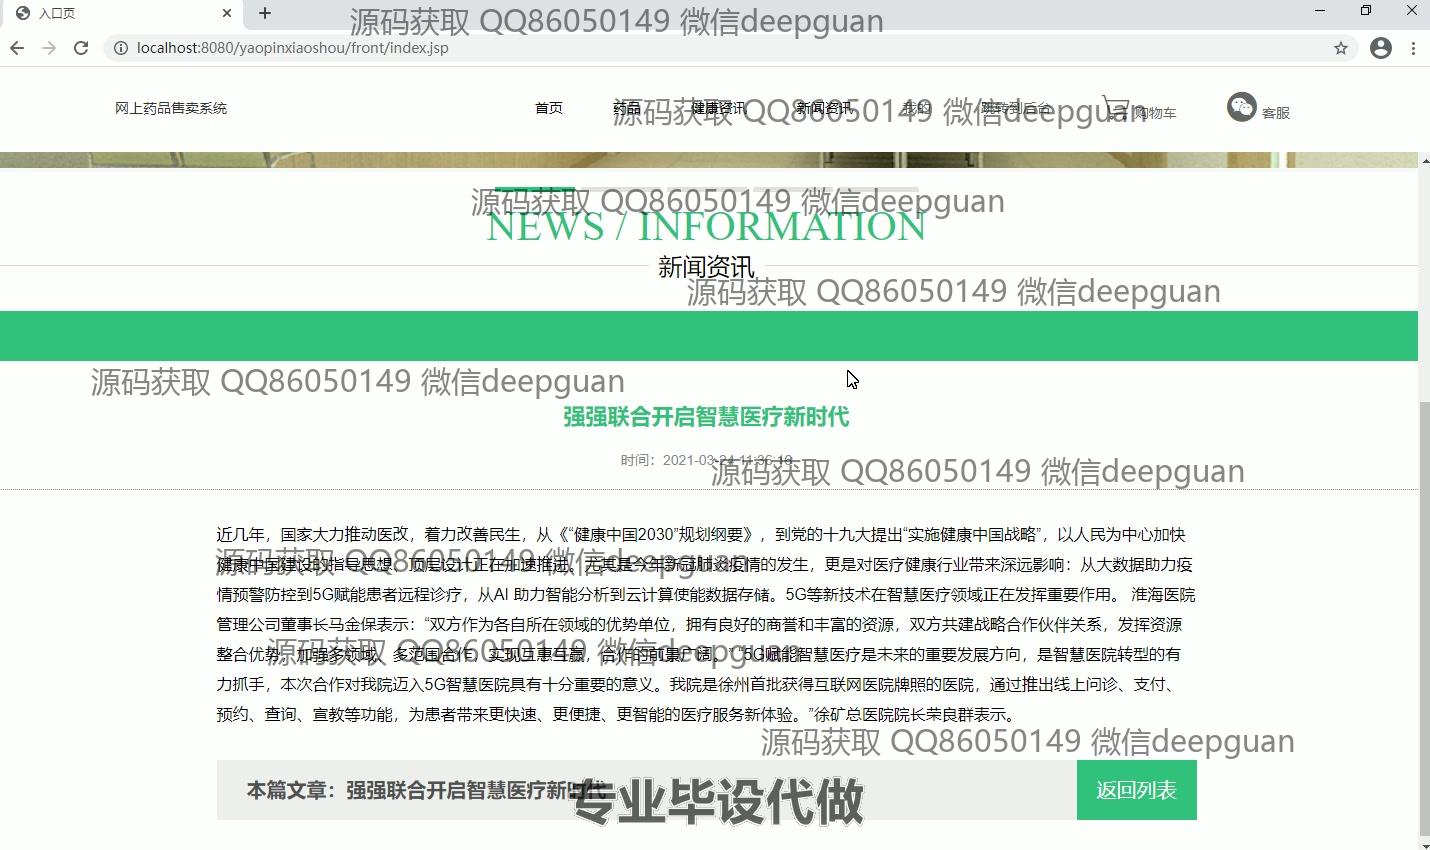 入口页
源码获取 QQ86050149 微信deepguan
localhost:8080/yaopinxiaoshou/front/index.jsp
网上药品售卖系统 首页 药品 健康资讯 新闻资讯 我的 跳转到后台 购物车 客服
源码获取 QQ86050149 微信deepguan
源码获取 QQ86050149 微信deepguan
NEWS / INFORMATION
新闻资讯
源码获取 QQ86050149 微信deepguan
源码获取 QQ86050149 微信deepguan
强强联合开启智慧医疗新时代
时间：2021-03-24 11:36:
源码获取 QQ86050149 微信deepguan
近几年，国家大力推动医改，着力改善民生，从《“健康中国2030”规划纲要》，到党的十九大提出“实施健康中国战略”，以人民为中心加快
健康中国建设的指导思想、顶层设计正在加速推进。尤其是今年新冠肺炎疫情的发生，更是对医疗健康行业带来深远影响：从大数据助力疫
源码获取 QQ86050149 微信deepguan
情预警防控到5G赋能患者远程诊疗，从AI 助力智能分析到云计算使能数据存储。5G等新技术在智慧医疗领域正在发挥重要作用。 淮海医院
管理公司董事长马金保表示：“双方作为各自所在领域的优势单位，拥有良好的商誉和丰富的资源，双方共建战略合作伙伴关系，发挥资源
整合优势，加强多领域、多范围合作，实现互惠互赢，合作的前景广阔。” “5G赋能智慧医疗是未来的重要发展方向，是智慧医院转型的有
源码获取 QQ86050149 微信deepguan
力抓手，本次合作对我院迈入5G智慧医院具有十分重要的意义。我院是徐州首批获得互联网医院牌照的医院，通过推出线上问诊、支付、
预约、查询、宣教等功能，为患者带来更快速、更便捷、更智能的医疗服务新体验。”徐矿总医院院长荣良群表示。
源码获取 QQ86050149 微信deepguan
本篇文章：强强联合开启智慧医疗新时代 返回列表
专业毕设代做